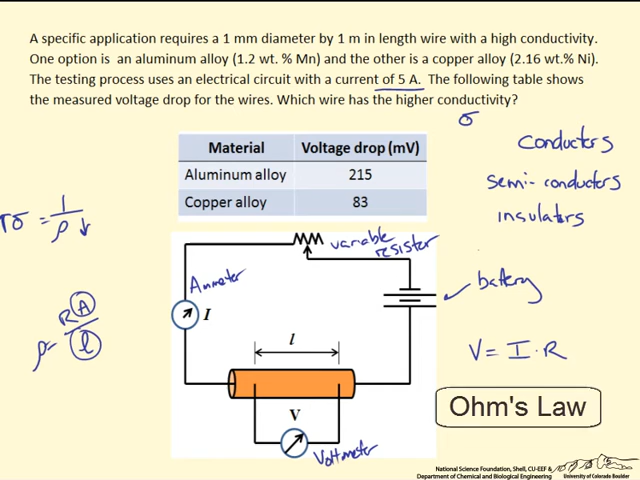 A specific application requires a 1 mm diameter by 1 m in length wire with a high conductivity.
One option is an aluminum alloy (1.2 wt. % Mn) and the other is a copper alloy (2.16 wt.% Ni).
The testing process uses an electrical circuit with a current of 5 A. The following table shows
the measured voltage drop for the wires. Which wire has the higher conductivity?
σ
Conductors
semi-conductors
insulators
Material Voltage drop (mV)
Aluminum alloy 215
Copper alloy 83
↑σ = 1/ρ↓
variable
resister
Ammeter
I
battery
ρ = RA/l
l
V = I · R
V
Voltmeter
Ohm's Law
National Science Foundation, Shell, CU-EEF &
Department of Chemical and Biological Engineering
University of Colorado Boulder